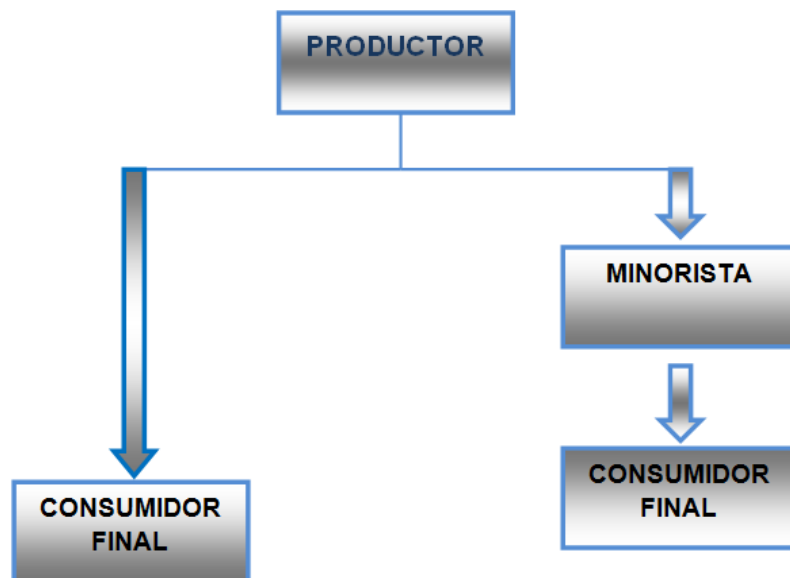 PRODUCTOR
MINORISTA
CONSUMIDOR
FINAL
CONSUMIDOR
FINAL